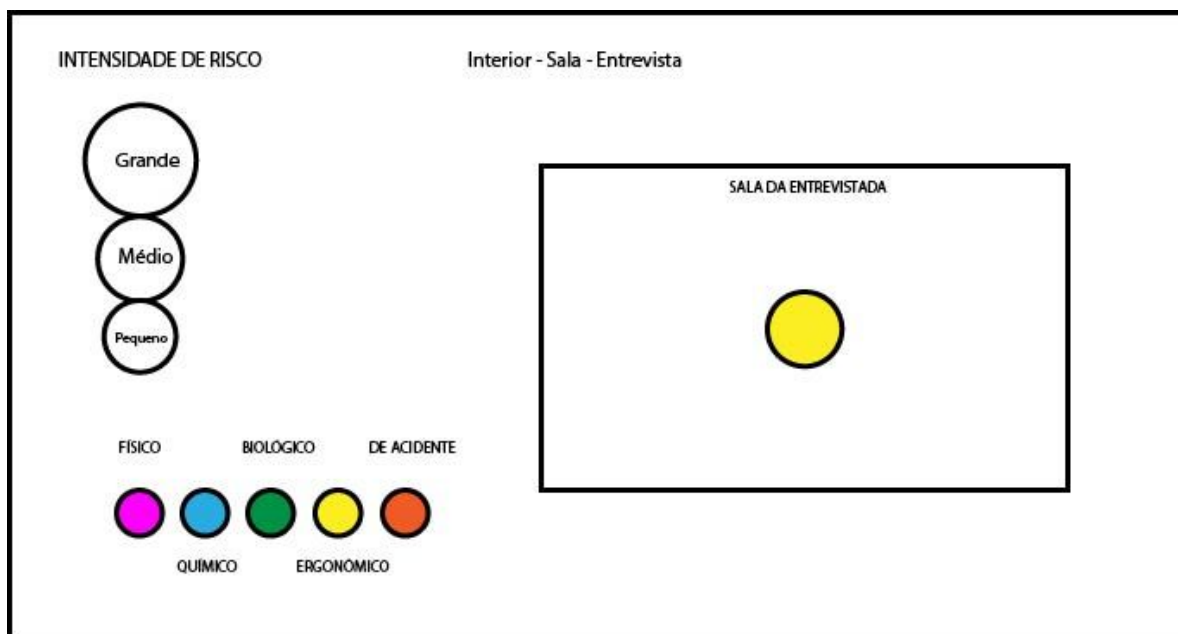 INTENSIDADE DE RISCO
Interior - Sala - Entrevista
Grande
Médio
Pequeno
SALA DA ENTREVISTADA
FÍSICO
BIOLÓGICO
DE ACIDENTE
QUÍMICO
ERGONÔMICO